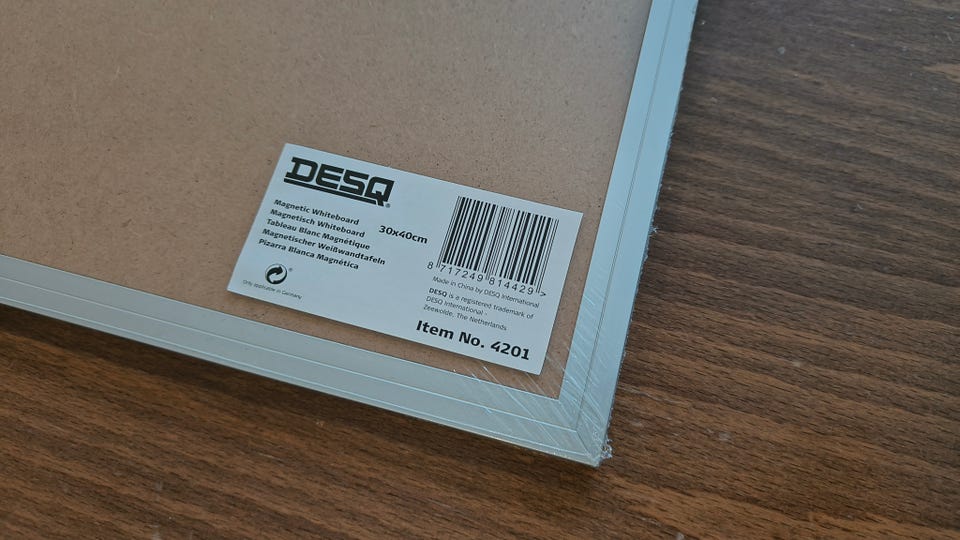 DESQ®
Magnetic Whiteboard
Magnetisch Whiteboard
Tableau Blanc Magnétique
Magnetischer Weißwandtafeln
Pizarra Blanca Magnética
30x40cm
®
Only applicable in Germany
8 717249 814429 >
Made in China by DESQ International
DESQ is a registered trademark of
DESQ International -
Zeewolde, The Netherlands
Item No. 4201